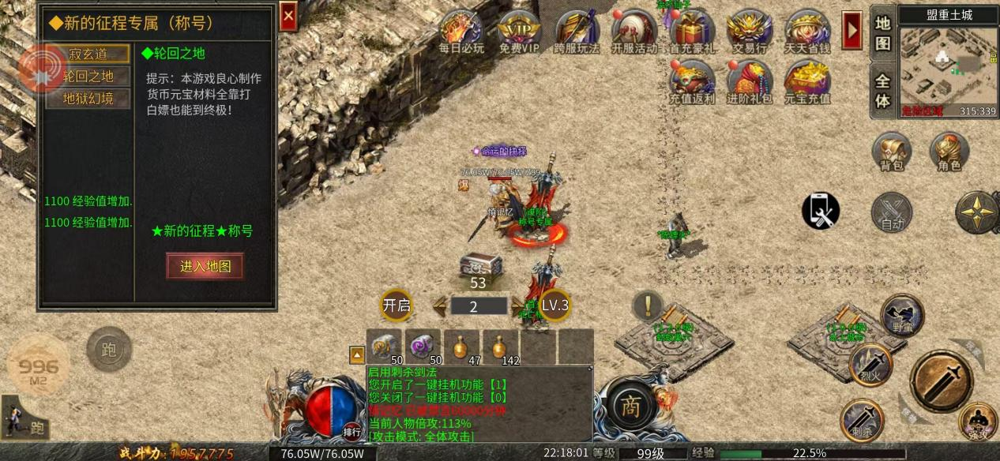 ◆新的征程专属（称号）
寂玄道..
轮回之地
地狱幻境
◆轮回之地
提示：本游戏良心制作
货币元宝材料全靠打
白嫖也能到终极!
1100 经验值增加.
1100 经验值增加.
★新的征程★称号
进入地图
每日必玩
免费VIP
跨服玩法
开服活动
首充豪礼
交易行
天天省钱
充值返利
进阶礼包
元宝充值
地图
全体
盟重土城
危险区域
315:339
背包
角色
自动
命运的抉择
76.05W/76.05W/Z99
爆
慎记忆
称号专属
53
开启
2
LV.3
50
50
47
142
野蛮
烈火
刺杀
强攻
跑
996
M2
跑
启用刺杀剑法
您开启了一键挂机功能【1】
您关闭了一键挂机功能【0】
当前人物倍攻:113%
[攻击模式: 全体攻击]
商
排行
战斗力:1957775
76.05W/76.05W
22:18:01
等级
99级
经验
22.5%